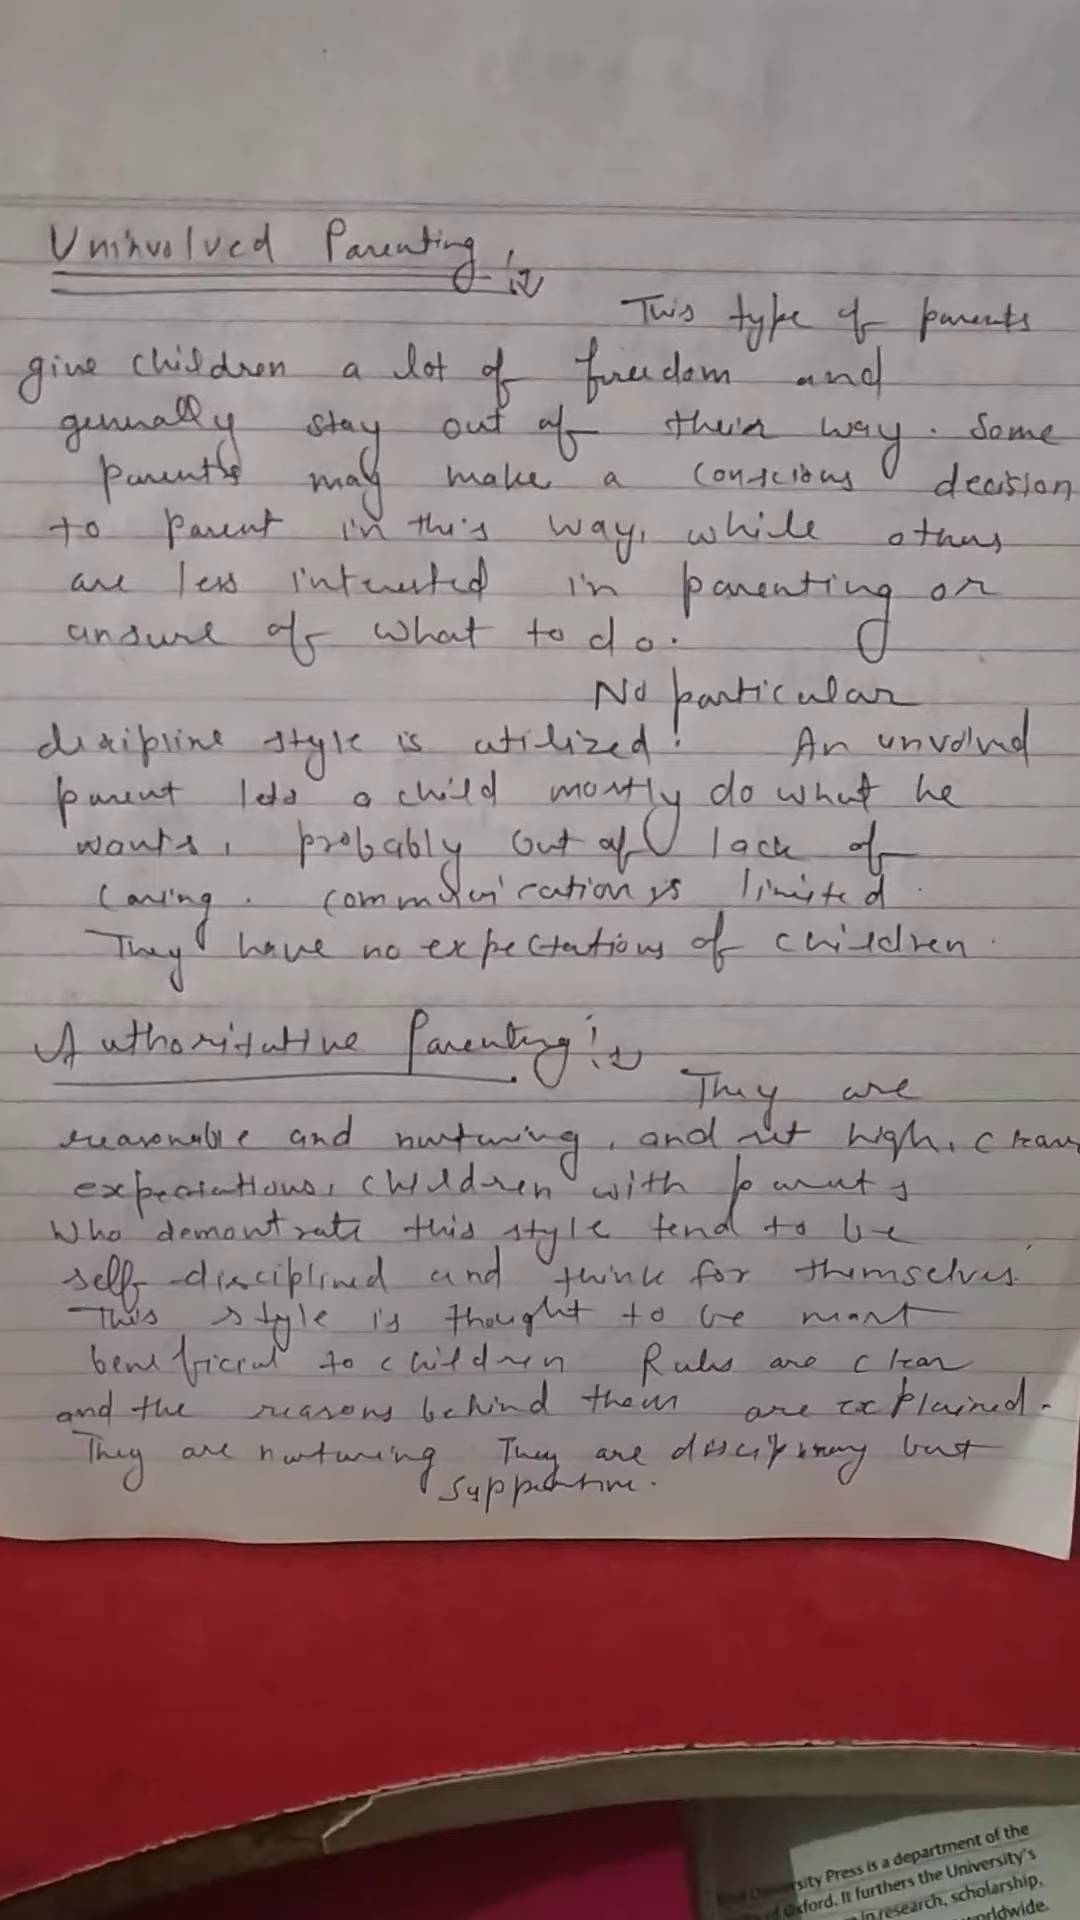 Uninvolved Parenting :-
This type of parents
give children a lot of freedom and
generally stay out of their way. Some
parents may make a conscious decision
to parent in this way, while others
are less interested in parenting or
ansure of what to do.
No particular
discipline style is utilized. An unvolved
parent lets a child mostly do what he
wants, probably out of lack of
caring. communication is limited.
They have no expectations of children.
Authoritative Parenting :-
They are
reasonable and nurturing, and set high, clear
expectations, children with parents
who demontrate this style tend to be
self-disciplined and think for themselves.
This style is thought to be most
beneficial to children Rules are clear
and the reasons behind them are explained.
They are nurturing They are but
supportive.
University Press is a department of the
Oxford. It furthers the University's
in research, scholarship,
worldwide.